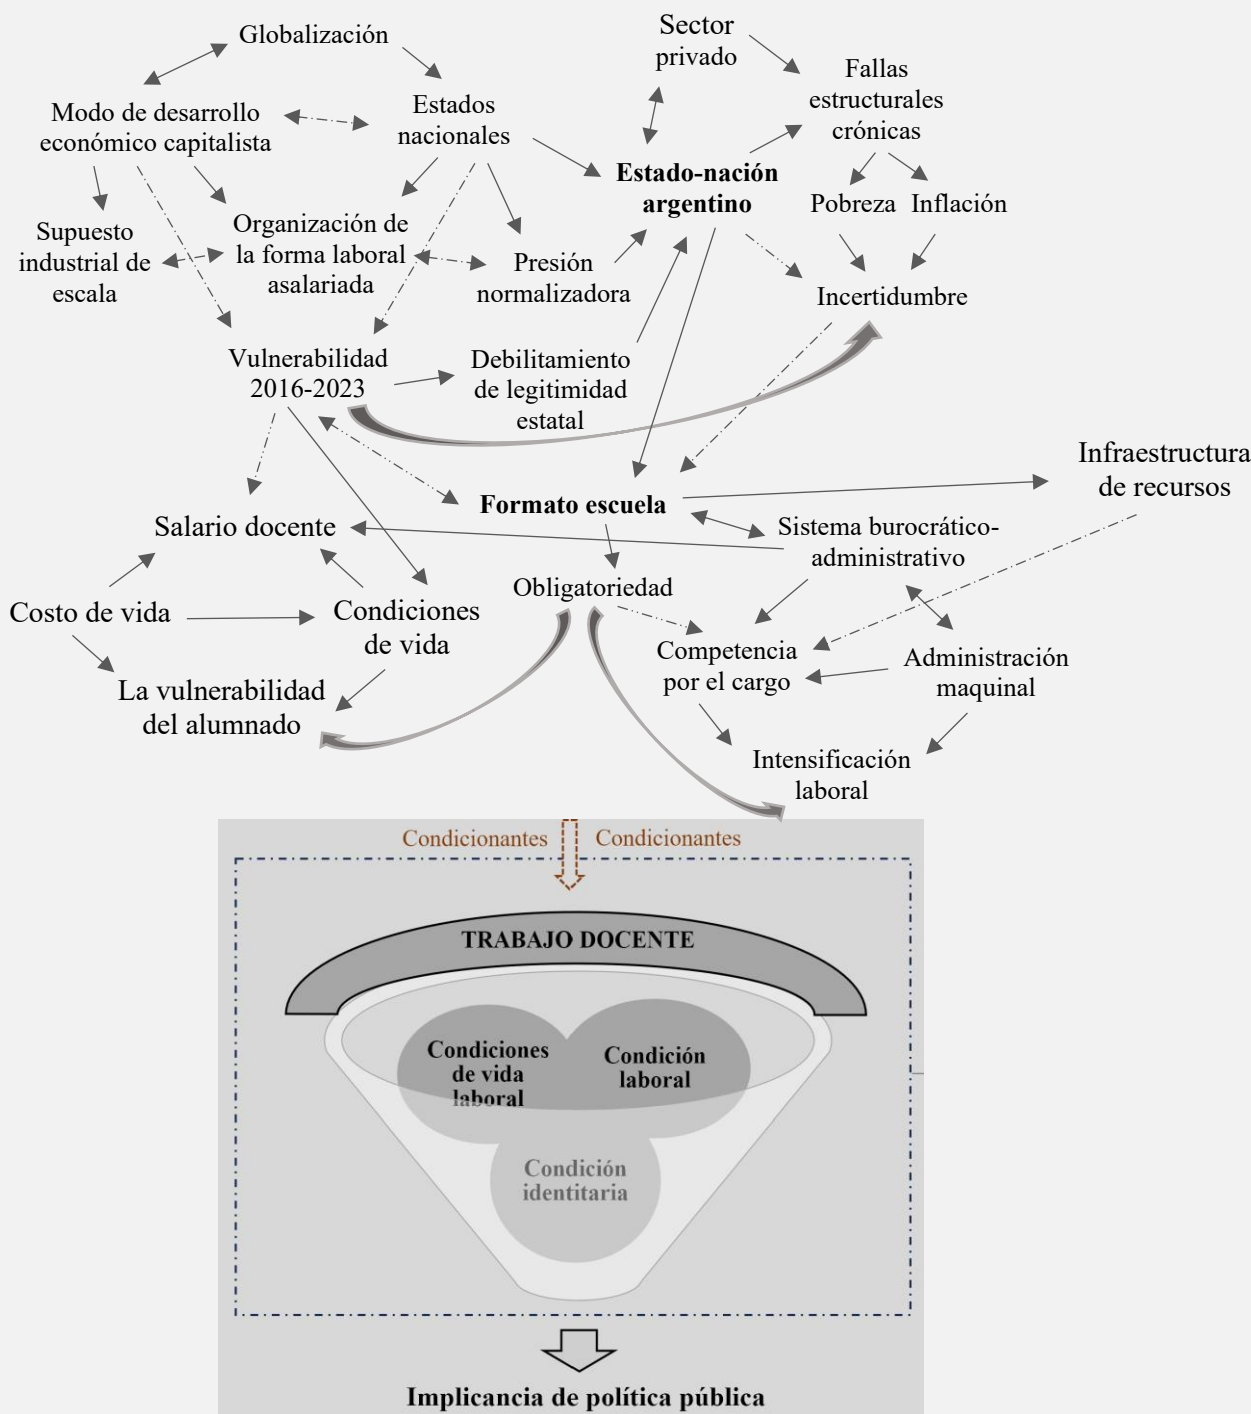 Globalización
Sector
privado
Fallas
estructurales
crónicas
Modo de desarrollo
económico capitalista
Estados
nacionales
Estado-nación
argentino
Pobreza
Inflación
Supuesto
industrial de
escala
Organización de
la forma laboral
asalariada
Presión
normalizadora
Incertidumbre
Vulnerabilidad
2016-2023
Debilitamiento
de legitimidad
estatal
Infraestructura
de recursos
Formato escuela
Salario docente
Sistema burocrático-
administrativo
Obligatoriedad
Costo de vida
Condiciones
de vida
Competencia
por el cargo
Administración
maquinal
La vulnerabilidad
del alumnado
Intensificación
laboral
Condicionantes
Condicionantes
TRABAJO DOCENTE
Condiciones
de vida
laboral
Condición
laboral
Condición
identitaria
Implicancia de política pública